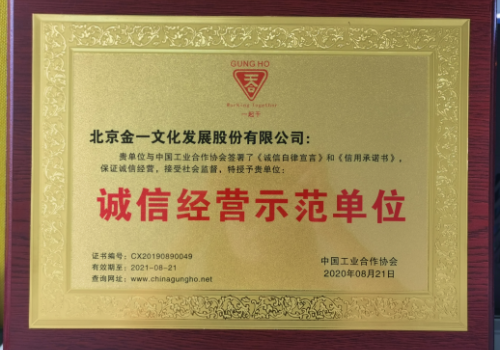 GUNG HO
Working Together
一起干
北京金一文化发展股份有限公司：
贵单位与中国工业合作协会签署了《诚信自律宣言》和《信用承诺书》，
保证诚信经营，接受社会监督，特授予贵单位：
诚信经营示范单位
证书编号：CX20190890049
有效期至：2021-08-21
查询网址：www.chinagungho.net
中国工业合作协会
2020年08月21日